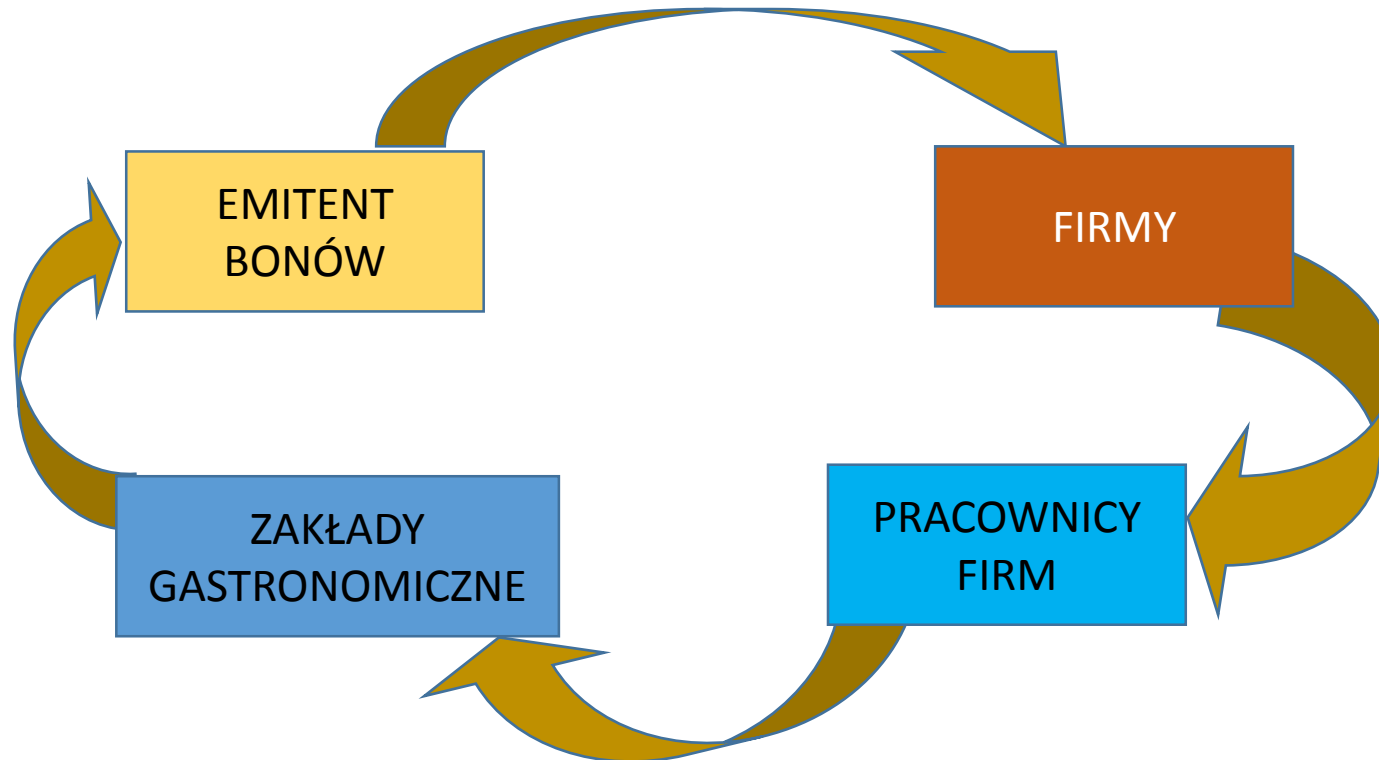 EMITENT
BONÓW
FIRMY
ZAKŁADY
GASTRONOMICZNE
PRACOWNICY
FIRM